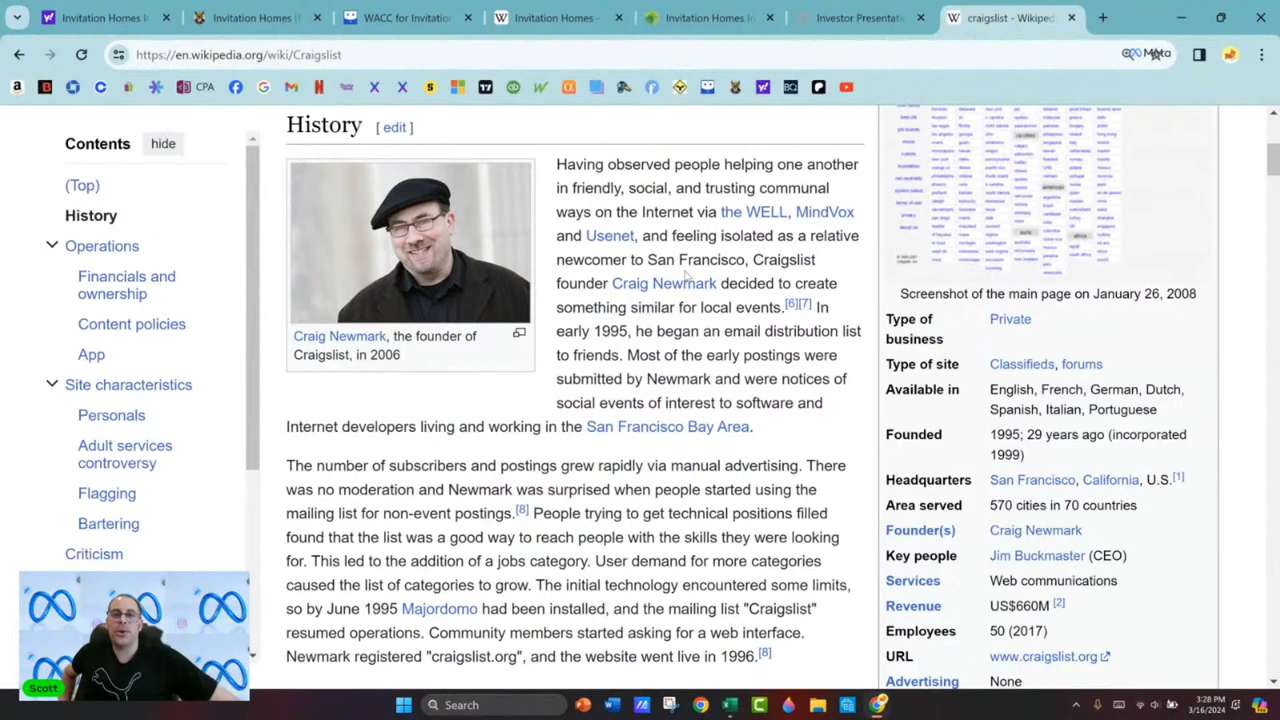 Invitation Homes I
Invitation Homes (
WACC for Invitation
Invitation Homes -
Invitation Homes In
Investor Presentati
craigslist - Wikiped
https://en.wikipedia.org/wiki/Craigslist
Meta
CPA
Contents
hide
(Top)
History
Operations
Financials and
ownership
Content policies
App
Site characteristics
Personals
Adult services
controversy
Flagging
Bartering
Criticism
Scott
History [ edit
Craig Newmark, the founder of
Craigslist, in 2006
Having observed people helping one another
in friendly, social, and trusting communal
ways on the Internet via the WELL, MindVox
and Usenet, and feeling isolated as a relative
newcomer to San Francisco, Craigslist
founder Craig Newmark decided to create
something similar for local events.[6][7] In
early 1995, he began an email distribution list
to friends. Most of the early postings were
submitted by Newmark and were notices of
social events of interest to software and
Internet developers living and working in the San Francisco Bay Area.
The number of subscribers and postings grew rapidly via manual advertising. There
was no moderation and Newmark was surprised when people started using the
mailing list for non-event postings.[8] People trying to get technical positions filled
found that the list was a good way to reach people with the skills they were looking
for. This led to the addition of a jobs category. User demand for more categories
caused the list of categories to grow. The initial technology encountered some limits,
so by June 1995 Majordomo had been installed, and the mailing list "Craigslist"
resumed operations. Community members started asking for a web interface.
Newmark registered "craigslist.org", and the website went live in 1996.[8]
Screenshot of the main page on January 26, 2008
Type of Private
business
Type of site Classifieds, forums
Available in English, French, German, Dutch,
Spanish, Italian, Portuguese
Founded 1995; 29 years ago (incorporated
1999)
Headquarters San Francisco, California, U.S.[1]
Area served 570 cities in 70 countries
Founder(s) Craig Newmark
Key people Jim Buckmaster (CEO)
Services Web communications
Revenue US$660M [2]
Employees 50 (2017)
URL www.craigslist.org
Advertising None
Search
3:28 PM
3/16/2024